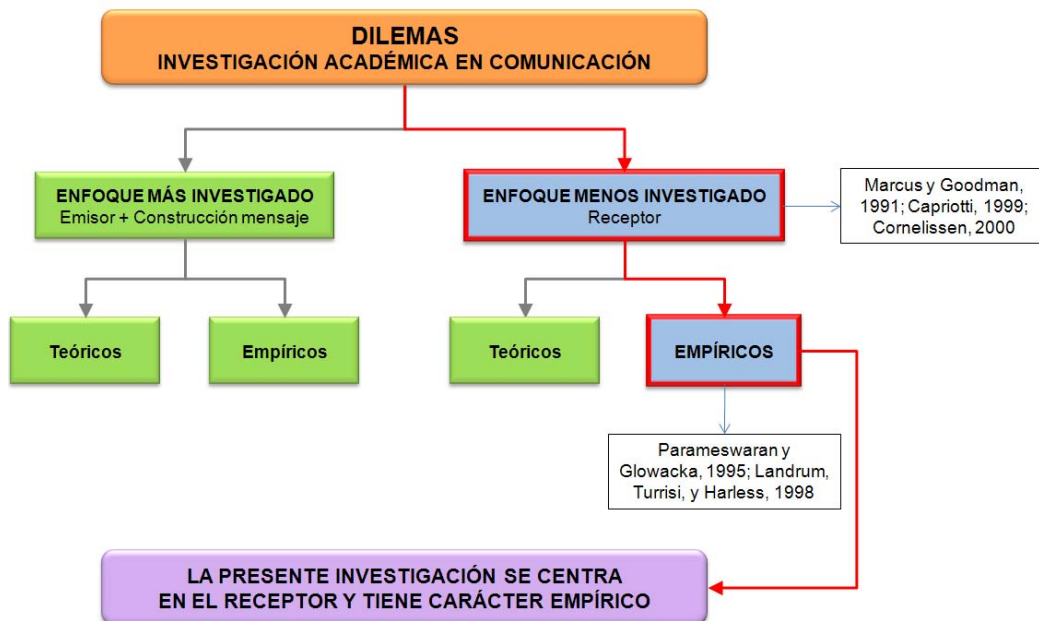 DILEMAS
INVESTIGACIÓN ACADÉMICA EN COMUNICACIÓN
ENFOQUE MÁS INVESTIGADO
Emisor + Construcción mensaje
ENFOQUE MENOS INVESTIGADO
Receptor
Marcus y Goodman,
1991; Capriotti, 1999;
Cornelissen, 2000
Teóricos
Empíricos
Teóricos
EMPÍRICOS
Parameswaran y
Glowacka, 1995; Landrum,
Turrisi, y Harless, 1998
LA PRESENTE INVESTIGACIÓN SE CENTRA
EN EL RECEPTOR Y TIENE CARÁCTER EMPÍRICO